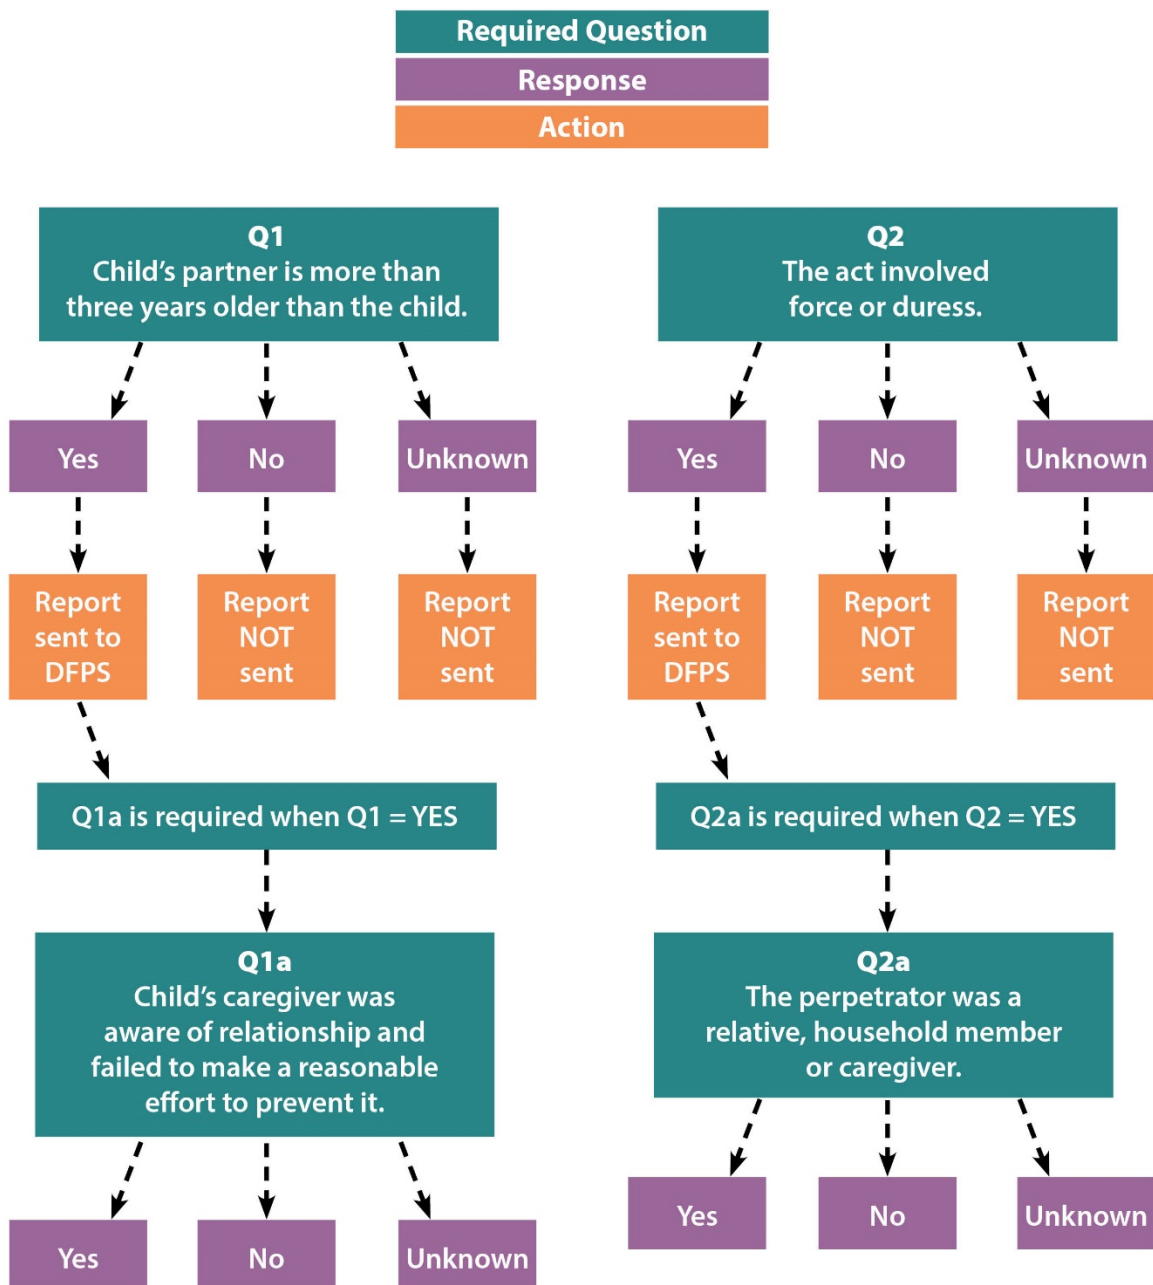 Required Question
Response
Action
Q1
Child’s partner is more than
three years older than the child.
Yes
No
Unknown
Report
sent to
DFPS
Report
NOT
sent
Report
NOT
sent
Q1a is required when Q1 = YES
Q1a
Child’s caregiver was
aware of relationship and
failed to make a reasonable
effort to prevent it.
Yes
No
Unknown
Q2
The act involved
force or duress.
Yes
No
Unknown
Report
sent to
DFPS
Report
NOT
sent
Report
NOT
sent
Q2a is required when Q2 = YES
Q2a
The perpetrator was a
relative, household member
or caregiver.
Yes
No
Unknown